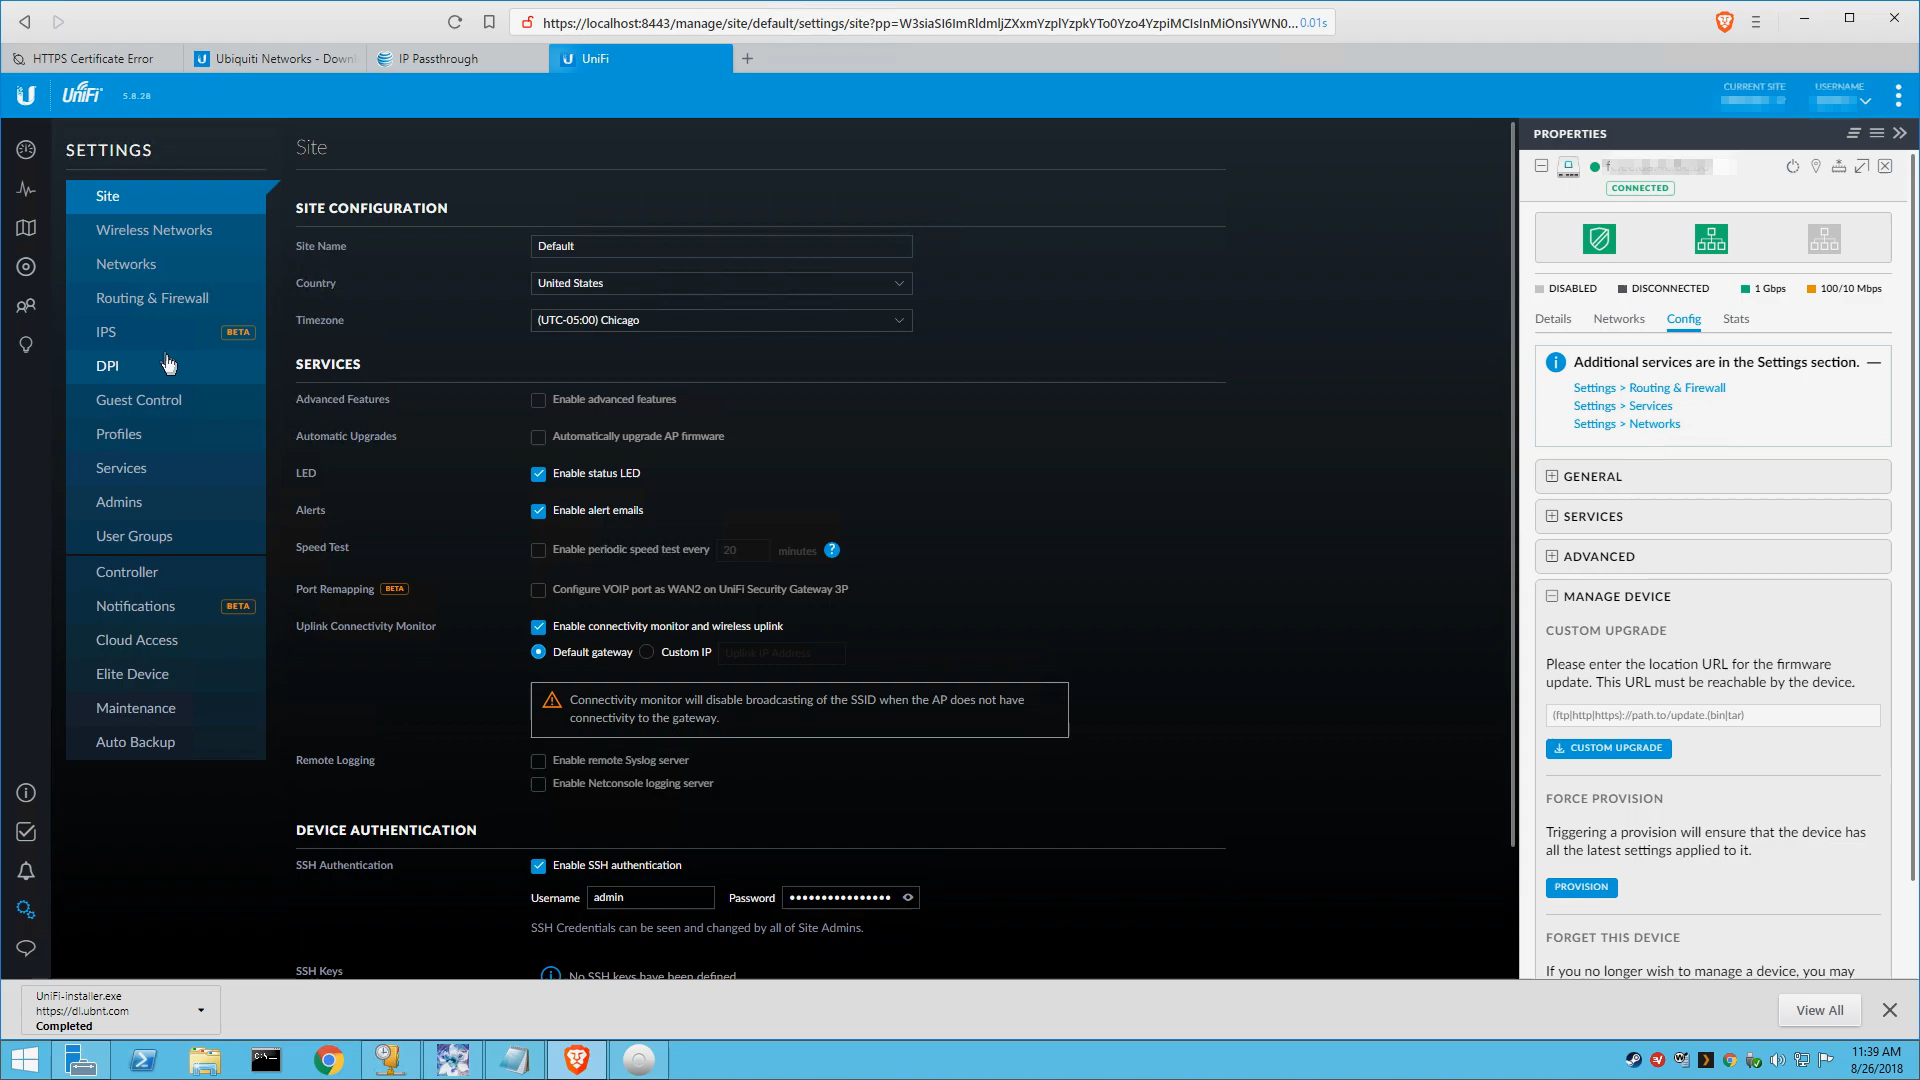 https://localhost:8443/manage/site/default/settings/site?pp=W3siaSI6ImRldmljZXxmYzplYzpkYTo0Yzo4YzpiMCIsInMiOnsiYWN0... 0.01s
HTTPS Certificate Error
Ubiquiti Networks - Down
IP Passthrough
UniFi
UniFi 5.8.28
CURRENT SITE
USERNAME
SETTINGS
Site
Wireless Networks
Networks
Routing & Firewall
IPS BETA
DPI
Guest Control
Profiles
Services
Admins
User Groups
Controller
Notifications BETA
Cloud Access
Elite Device
Maintenance
Auto Backup
Site
SITE CONFIGURATION
Site Name Default
Country United States
Timezone (UTC-05:00) Chicago
SERVICES
Advanced Features Enable advanced features
Automatic Upgrades Automatically upgrade AP firmware
LED Enable status LED
Alerts Enable alert emails
Speed Test Enable periodic speed test every 20 minutes ?
Port Remapping BETA Configure VOIP port as WAN2 on UniFi Security Gateway 3P
Uplink Connectivity Monitor Enable connectivity monitor and wireless uplink
Default gateway Custom IP Uplink IP Address
Connectivity monitor will disable broadcasting of the SSID when the AP does not have
connectivity to the gateway.
Remote Logging Enable remote Syslog server
Enable Netconsole logging server
DEVICE AUTHENTICATION
SSH Authentication Enable SSH authentication
Username admin Password ••••••••••••••••
SSH Credentials can be seen and changed by all of Site Admins.
SSH Keys No SSH keys have been defined
PROPERTIES
CONNECTED
DISABLED DISCONNECTED 1 Gbps 100/10 Mbps
Details Networks Config Stats
Additional services are in the Settings section.
Settings > Routing & Firewall
Settings > Services
Settings > Networks
GENERAL
SERVICES
ADVANCED
MANAGE DEVICE
CUSTOM UPGRADE
Please enter the location URL for the firmware
update. This URL must be reachable by the device.
(ftp|http|https)://path.to/update.(bin|tar)
CUSTOM UPGRADE
FORCE PROVISION
Triggering a provision will ensure that the device has
all the latest settings applied to it.
PROVISION
FORGET THIS DEVICE
If you no longer wish to manage a device, you may
UniFi-installer.exe
https://dl.ubnt.com
Completed
View All
11:39 AM
8/26/2018